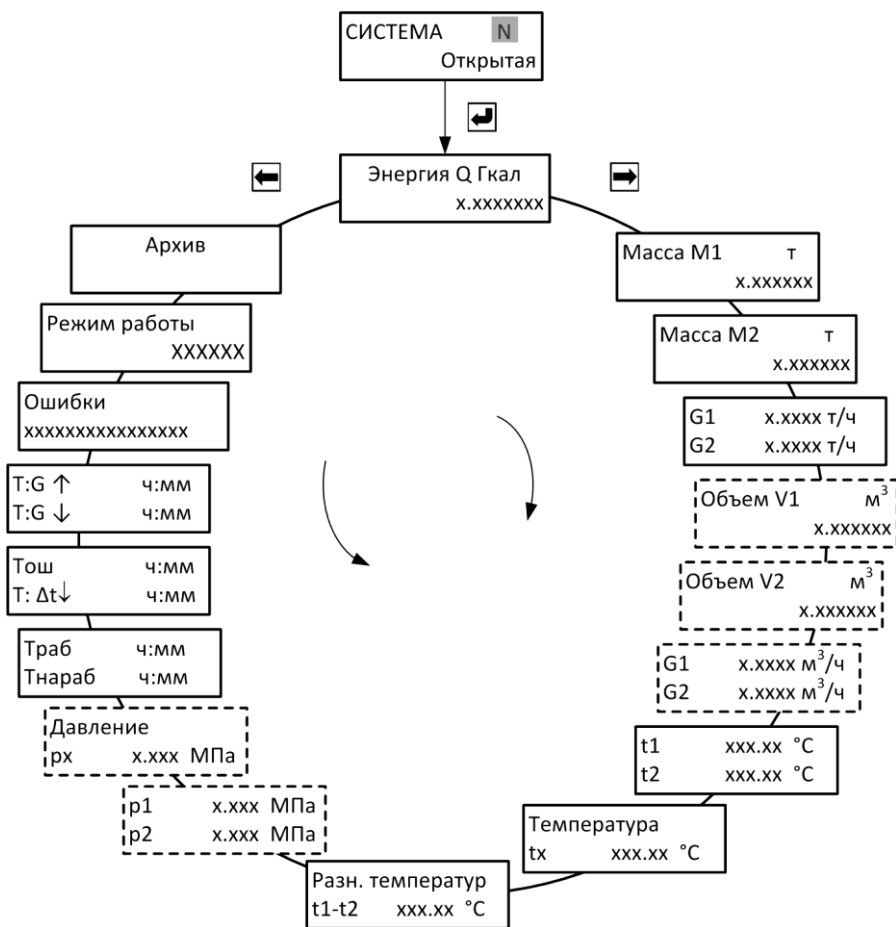 СИСТЕМА N
Открытая
Энергия Q Гкал
x.xxxxxxx
Архив
Режим работы
XXXXXX
Ошибки
xxxxxxxxxxxxxxxx
T:G ↑ ч:мм
T:G ↓ ч:мм
Тош ч:мм
T: Δt↓ ч:мм
Траб ч:мм
Тнараб ч:мм
Давление
px x.xxx МПа
p1 x.xxx МПа
p2 x.xxx МПа
Разн. температур
t1-t2 xxx.xx °C
Температура
tx xxx.xx °C
t1 xxx.xx °C
t2 xxx.xx °C
G1 x.xxxx м³/ч
G2 x.xxxx м³/ч
Объем V2 м³
x.xxxxxx
Объем V1 м³
x.xxxxxx
G1 x.xxxx т/ч
G2 x.xxxx т/ч
Масса М2 т
x.xxxxxx
Масса М1 т
x.xxxxxx